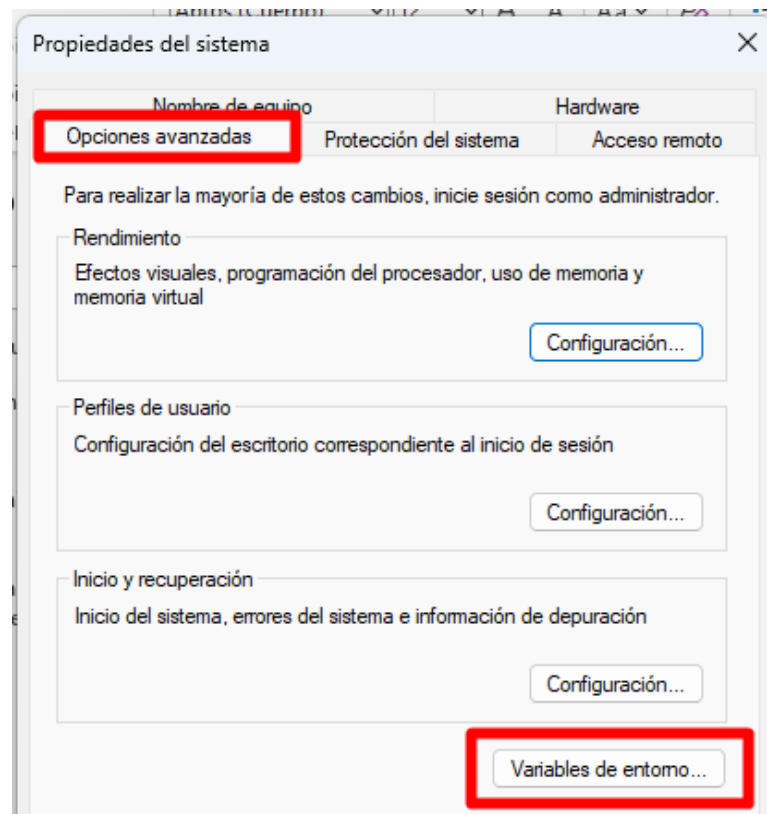 Propiedades del sistema
Nombre de equipo Hardware
Opciones avanzadas Protección del sistema Acceso remoto
Para realizar la mayoría de estos cambios, inicie sesión como administrador.
Rendimiento
Efectos visuales, programación del procesador, uso de memoria y
memoria virtual
Configuración...
Perfiles de usuario
Configuración del escritorio correspondiente al inicio de sesión
Configuración...
Inicio y recuperación
Inicio del sistema, errores del sistema e información de depuración
Configuración...
Variables de entorno...